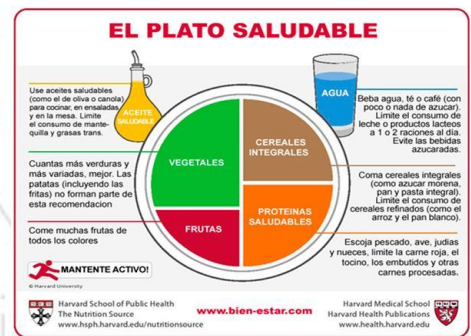 EL PLATO SALUDABLE
Use aceites saludables
(como el de oliva o canola)
para cocinar, en ensaladas
y en la mesa. Limite
el consumo de mante-
quilla y grasas trans.
ACEITE
SALUDABLE
AGUA
Beba agua, té o café (con
poco o nada de azucar).
Limite el consumo de
leche o productos lacteos
a 1 o 2 raciones al día.
Evite las bebidas
azucaradas.
Cuantas más verduras y
más variadas, mejor. Las
patatas (incluyendo las
fritas) no forman parte de
esta recomendacion
VEGETALES
CEREALES
INTEGRALES
Coma cereales integrales
(como azucar morena,
pan y pasta integral).
Limite el consumo de
cereales refinados (como el
arroz y el pan blanco).
Come muchas frutas de
todos los colores
FRUTAS
PROTEINAS
SALUDABLES
Escoja pescado, ave, judias
y nueces, limite la carne roja, el
tocino, los embutidos y otras
carnes procesadas.
MANTENTE ACTIVO!
© Harvard University
Harvard School of Public Health
The Nutrition Source
www.hsph.harvard.edu/nutritionsource
www.bien-estar.com
Harvard Medical School
Harvard Health Publications
www.health.harvard.edu